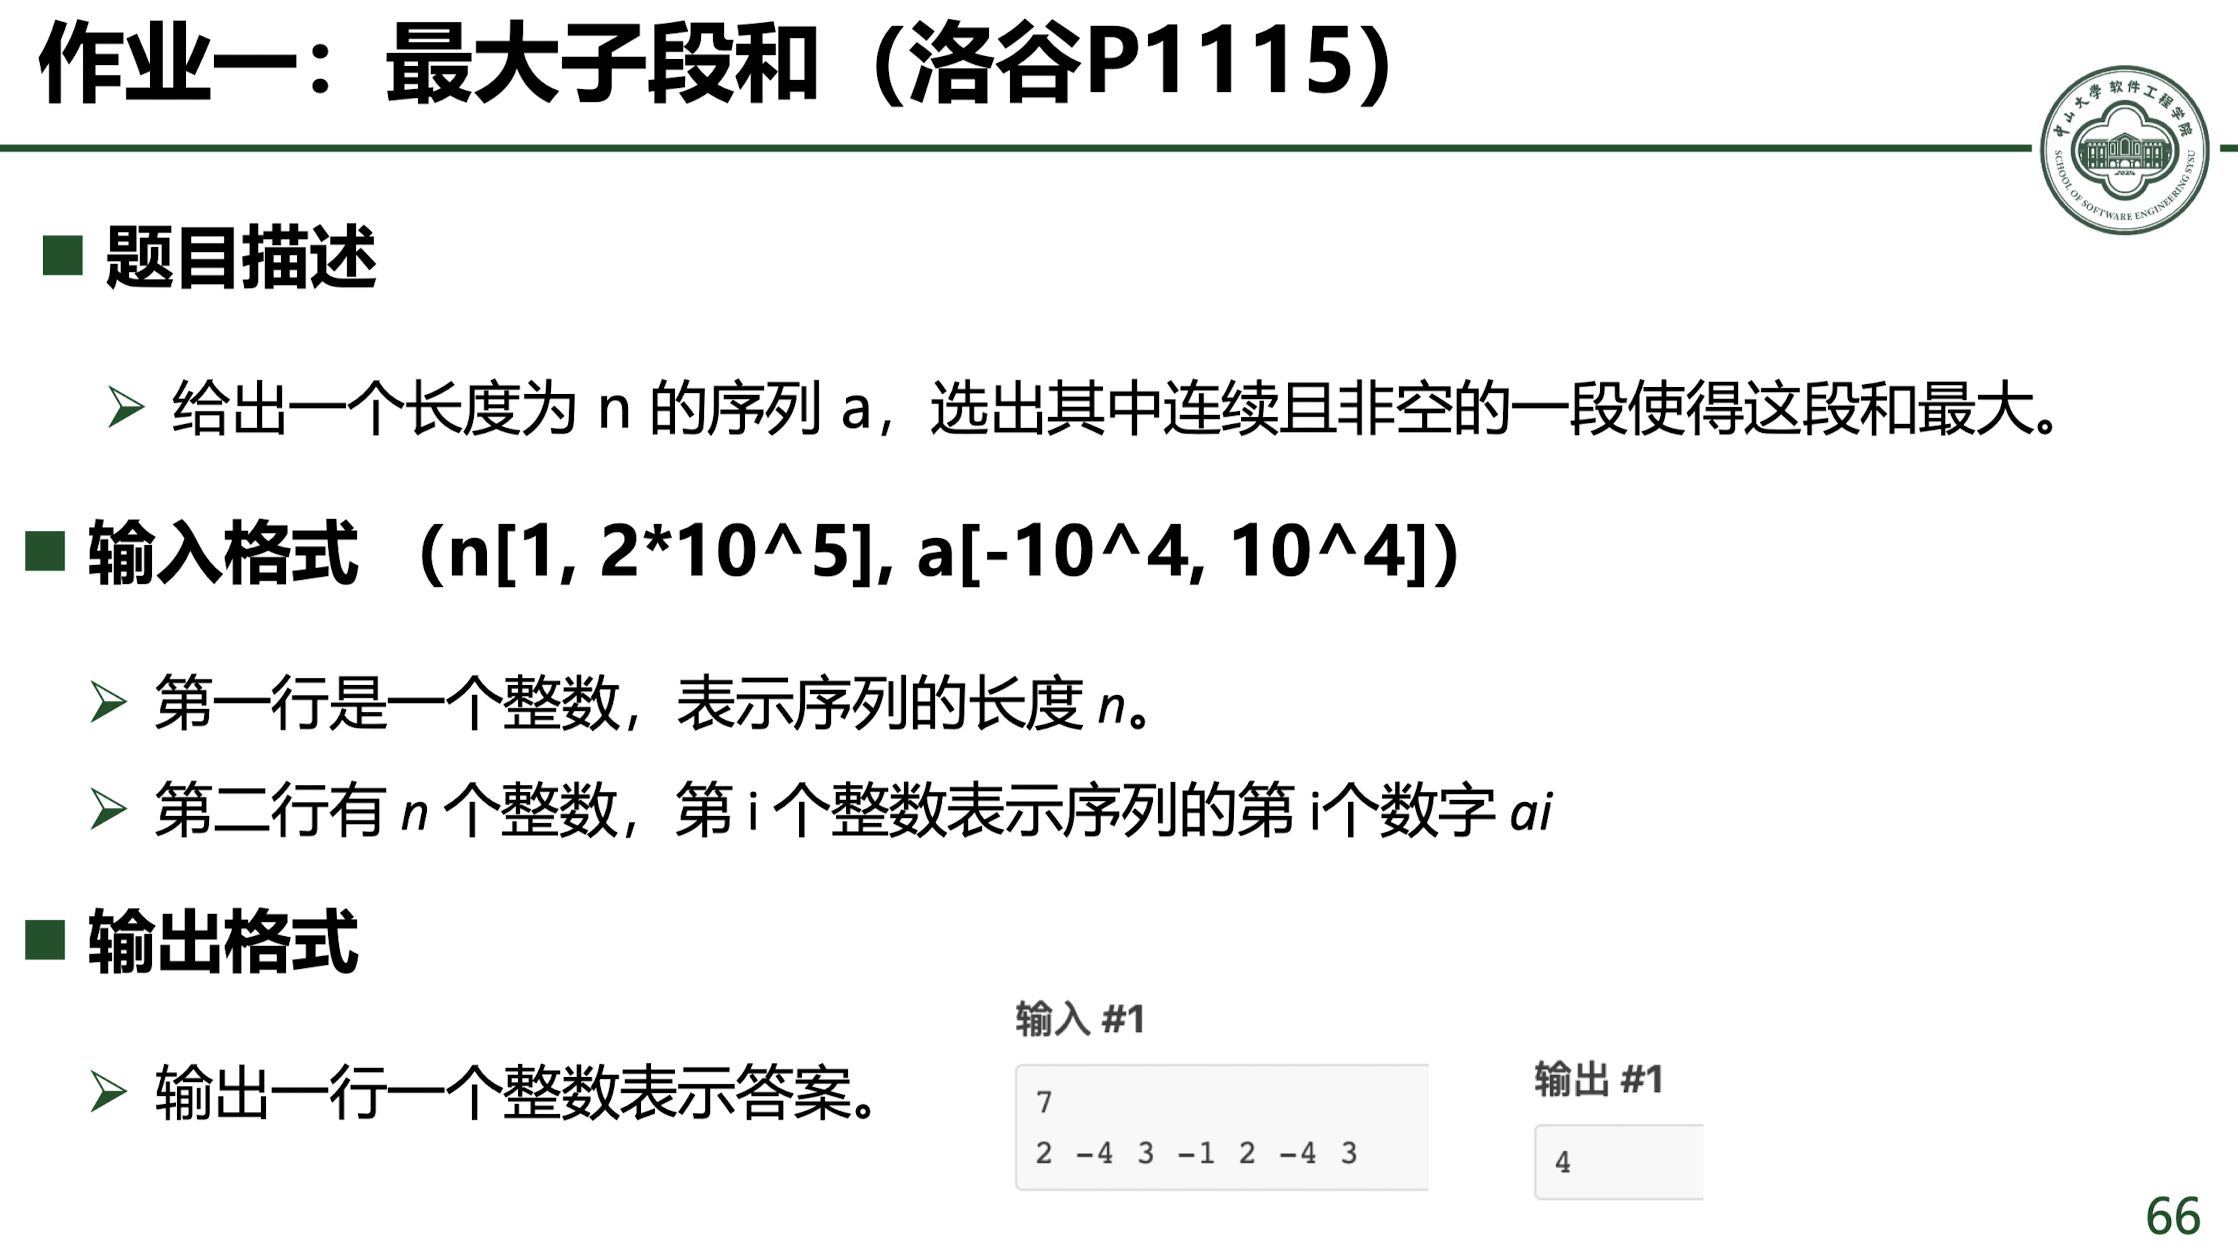 作业一：最大子段和（洛谷P1115）
中山大学软件工程学院
SCHOOL OF SOFTWARE ENGINEERING SYSU
题目描述
给出一个长度为 n 的序列 a，选出其中连续且非空的一段使得这段和最大。
输入格式 （n[1, 2*10^5], a[-10^4, 10^4]）
第一行是一个整数，表示序列的长度 n。
第二行有 n 个整数，第 i 个整数表示序列的第 i个数字 ai
输出格式
输出一行一个整数表示答案。
输入 #1
7
2 -4 3 -1 2 -4 3
输出 #1
4
66